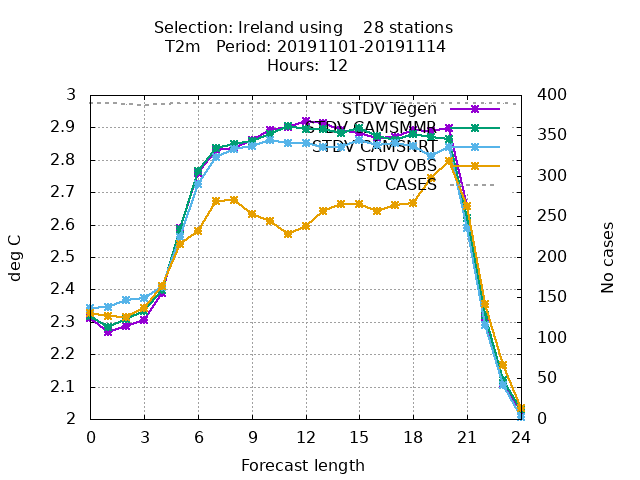 Selection: Ireland using    28 stations
T2m   Period: 20191101-20191114
Hours:  12
3
2.9
2.8
2.7
2.6
2.5
2.4
2.3
2.2
2.1
2
400
350
300
250
200
150
100
50
0
STDV Tegen
STDV CAMSMMR
STDV CAMSNRT
STDV OBS
CASES
deg C
No cases
0 3 6 9 12 15 18 21 24
Forecast length